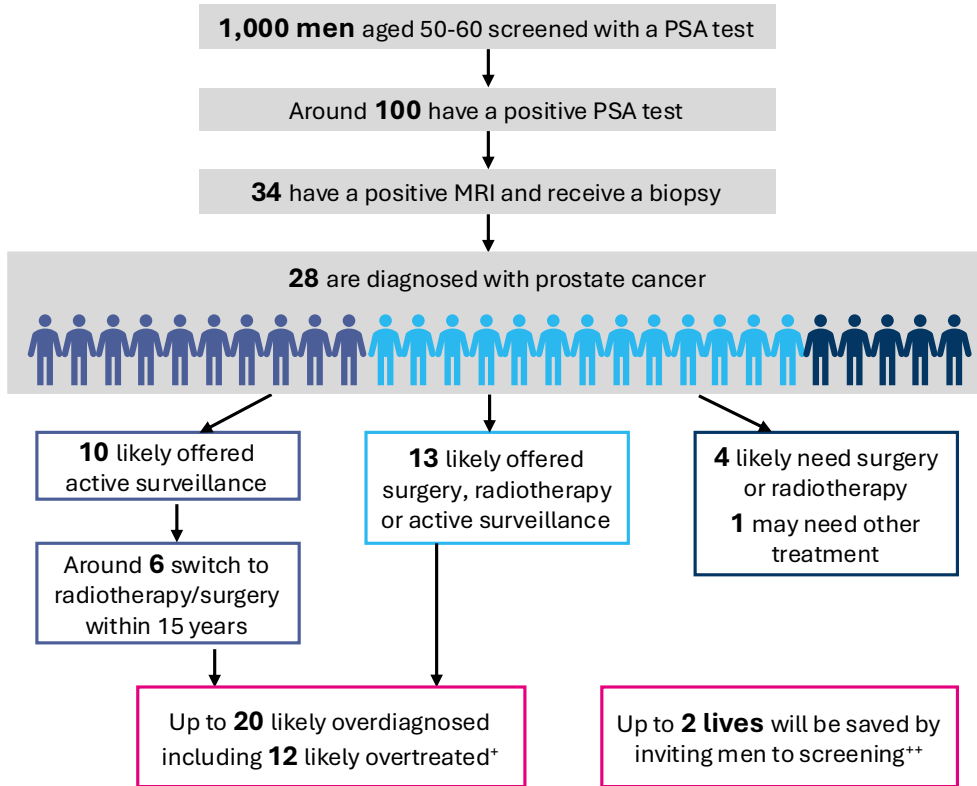 1,000 men aged 50-60 screened with a PSA test
Around 100 have a positive PSA test
34 have a positive MRI and receive a biopsy
28 are diagnosed with prostate cancer
10 likely offered
active surveillance
13 likely offered
surgery, radiotherapy
or active surveillance
4 likely need surgery
or radiotherapy
1 may need other
treatment
Around 6 switch to
radiotherapy/surgery
within 15 years
Up to 20 likely overdiagnosed
including 12 likely overtreated⁺
Up to 2 lives will be saved by
inviting men to screening⁺⁺